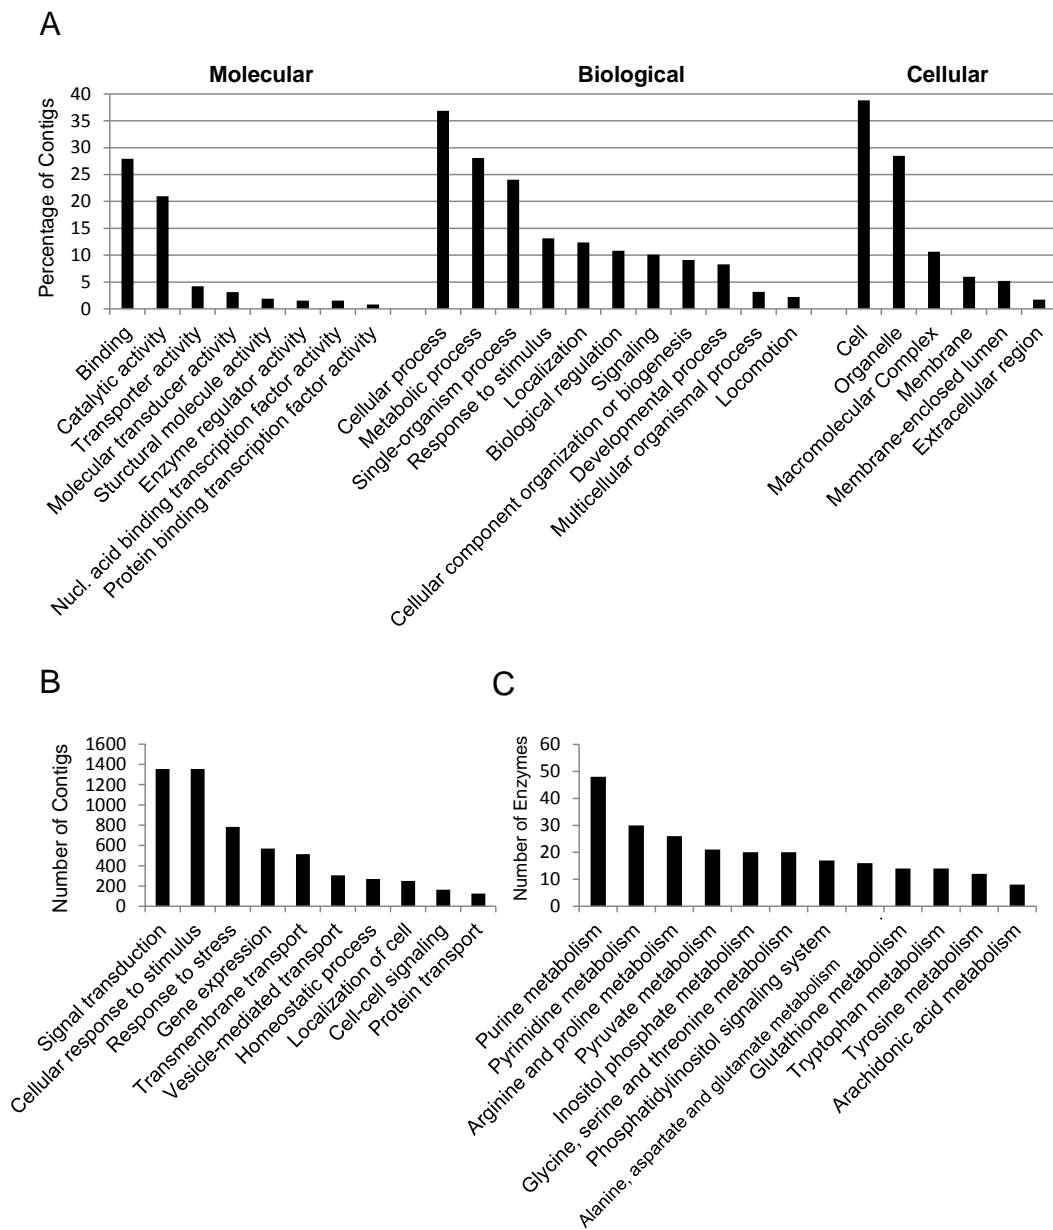 A
Molecular
Biological
Cellular
Percentage of Contigs
40
35
30
25
20
15
10
5
0
Binding
Catalytic activity
Transporter activity
Molecular transducer activity
Sturctural molecule activity
Enzyme regulator activity
Nucl. acid binding transcription factor activity
Protein binding transcription factor activity
Cellular process
Metabolic process
Single-organism process
Response to stimulus
Localization
Biological regulation
Signaling
Cellular component organization or biogenesis
Developmental process
Multicellular organismal process
Locomotion
Cell
Organelle
Macromolecular Complex
Membrane
Membrane-enclosed lumen
Extracellular region
B
Number of Contigs
1600
1400
1200
1000
800
600
400
200
0
Signal transduction
Cellular response to stimulus
Response to stress
Gene expression
Transmembrane transport
Vesicle-mediated transport
Homeostatic process
Localization of cell
Cell-cell signaling
Protein transport
C
Number of Enzymes
60
50
40
30
20
10
0
Purine metabolism
Pyrimidine metabolism
Arginine and proline metabolism
Pyruvate metabolism
Inositol phosphate metabolism
Glycine, serine and threonine metabolism
Phosphatidylinositol signaling system
Alanine, aspartate and glutamate metabolism
Glutathione metabolism
Tryptophan metabolism
Tyrosine metabolism
Arachidonic acid metabolism